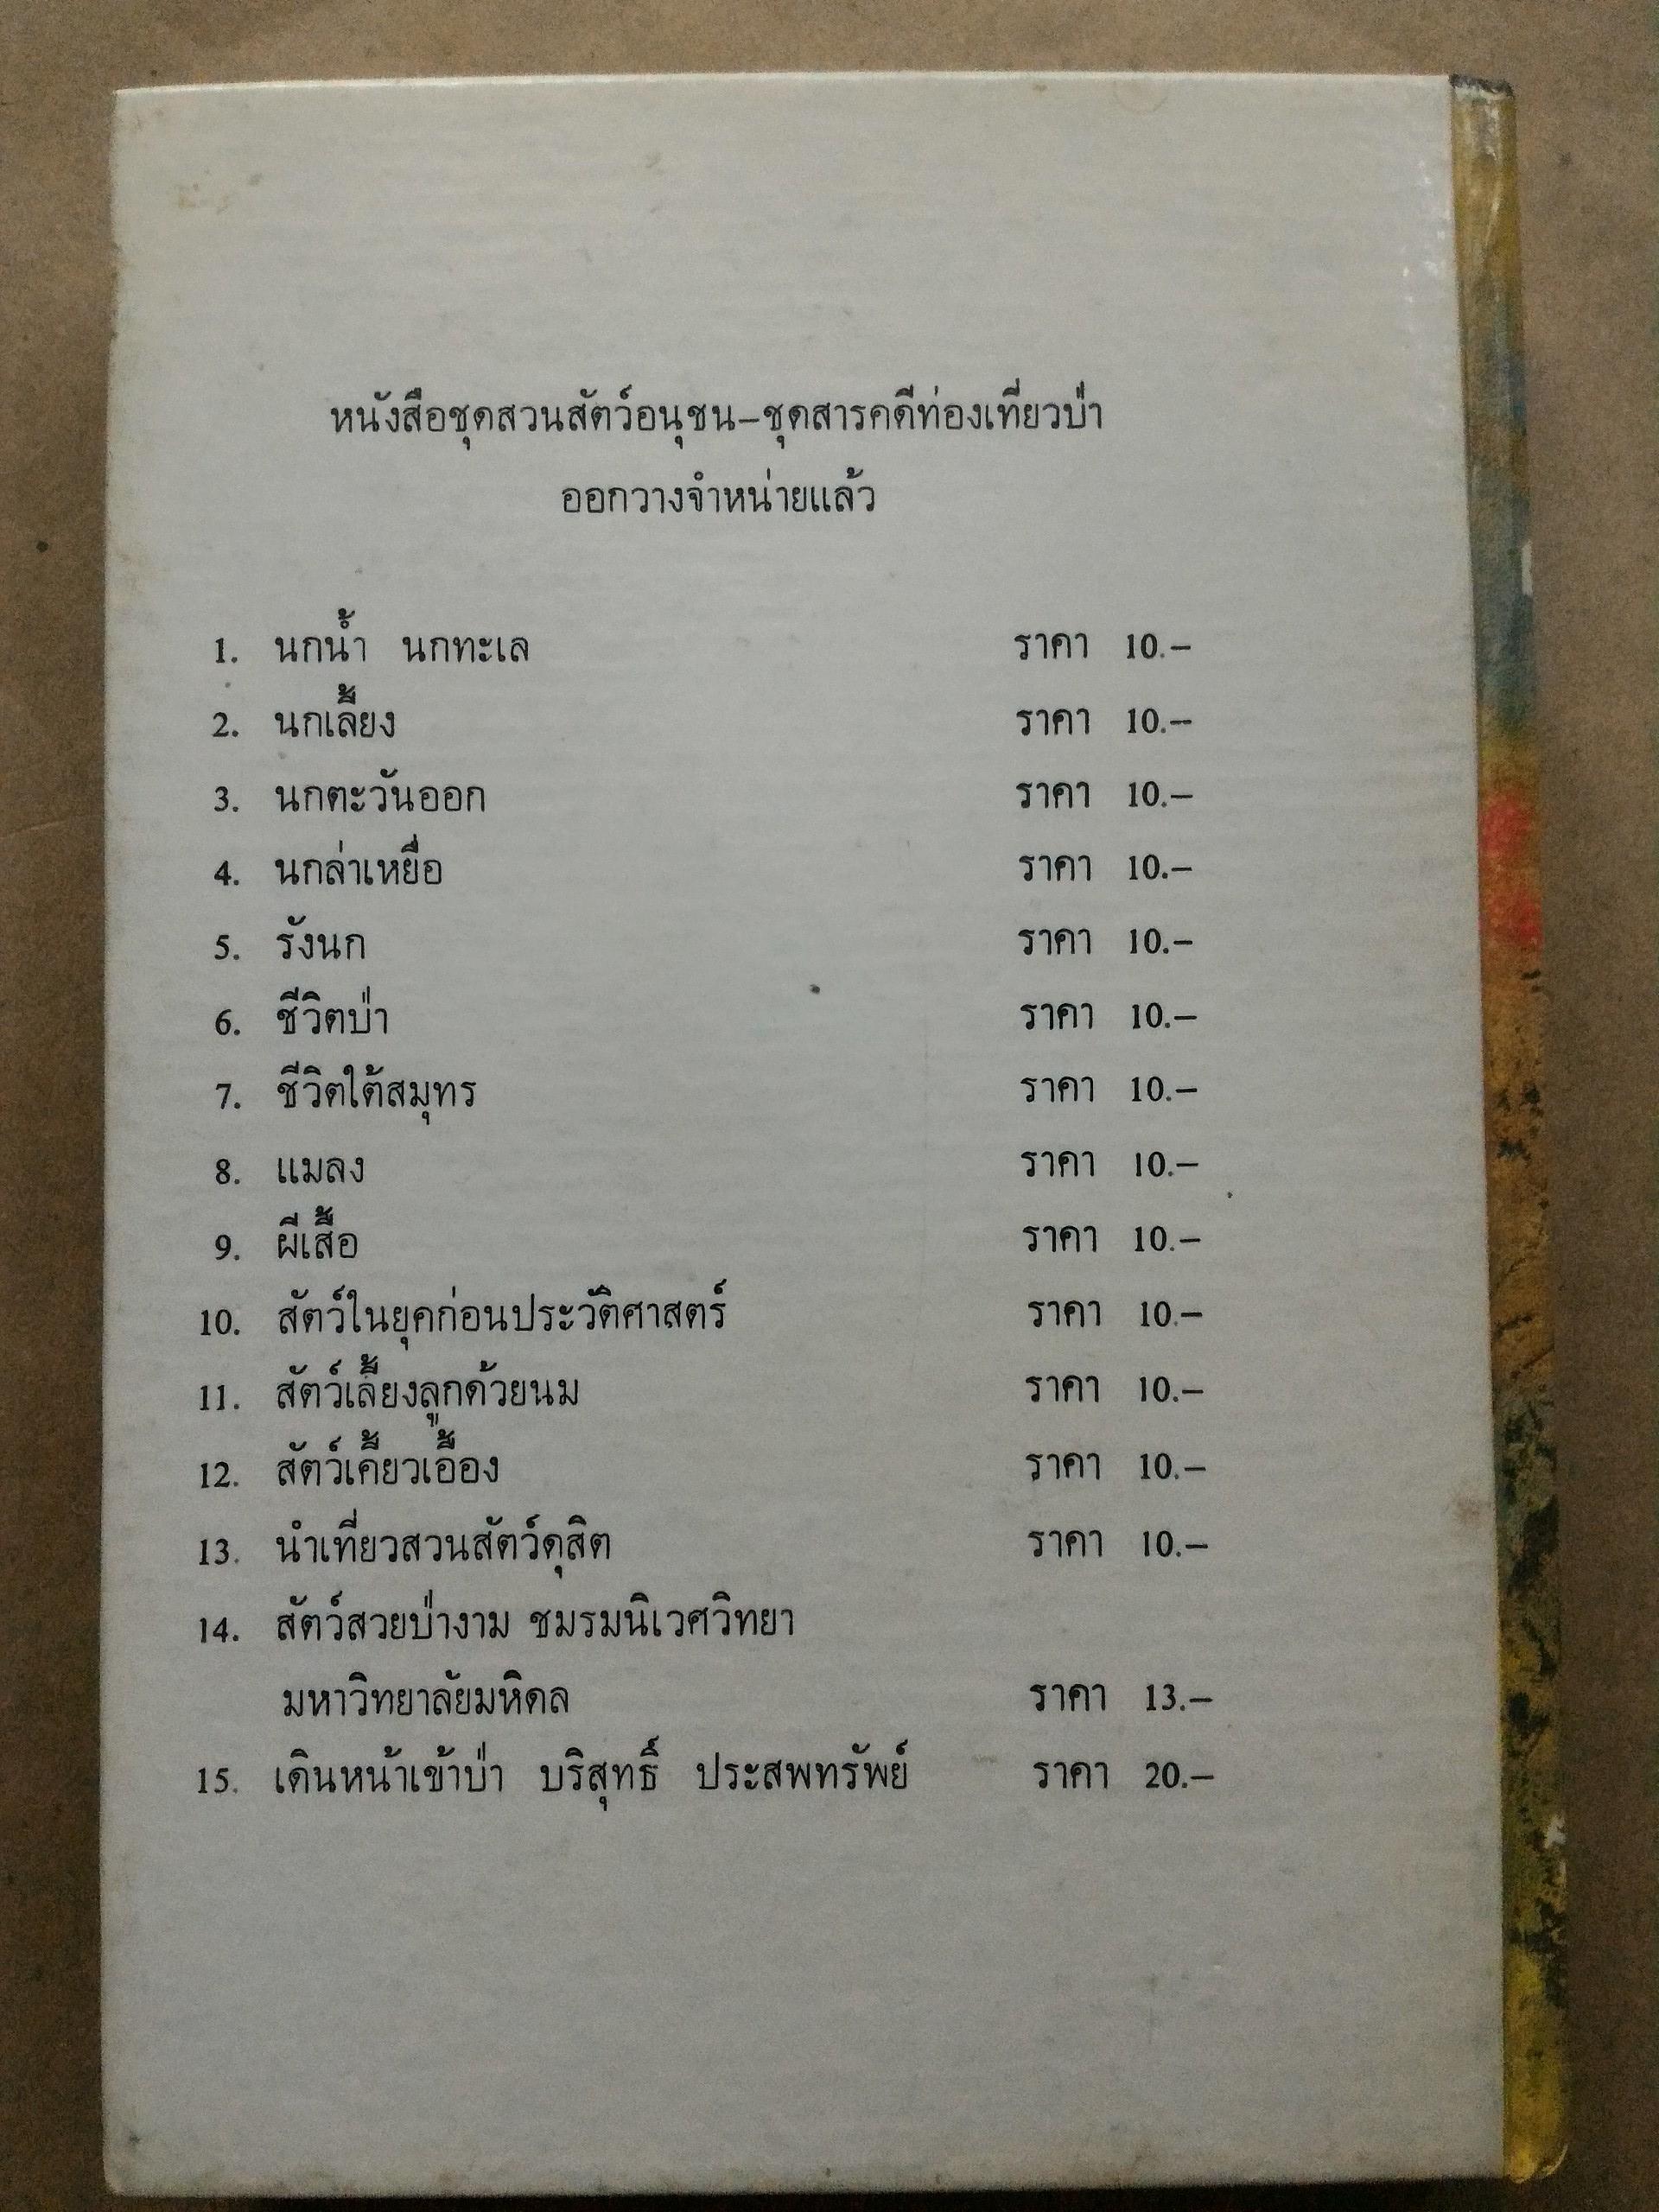 หนังสือชุดสวนสัตว์อนุชน-ชุดสารคดีท่องเที่ยวป่า
ออกวางจำหน่ายแล้ว
1. นกน้ำ นกทะเล ราคา 10.-
2. นกเลี้ยง ราคา 10.-
3. นกตะวันออก ราคา 10.-
4. นกล่าเหยื่อ ราคา 10.-
5. รังนก ราคา 10.-
6. ชีวิตป่า ราคา 10.-
7. ชีวิตใต้สมุทร ราคา 10.-
8. แมลง ราคา 10.-
9. ผีเสื้อ ราคา 10.-
10. สัตว์ในยุคก่อนประวัติศาสตร์ ราคา 10.-
11. สัตว์เลี้ยงลูกด้วยนม ราคา 10.-
12. สัตว์เคี้ยวเอื้อง ราคา 10.-
13. นำเที่ยวสวนสัตว์ดุสิต ราคา 10.-
14. สัตว์สวยป่างาม ชมรมนิเวศวิทยา
มหาวิทยาลัยมหิดล ราคา 13.-
15. เดินหน้าเข้าป่า บริสุทธิ์ ประสพทรัพย์ ราคา 20.-